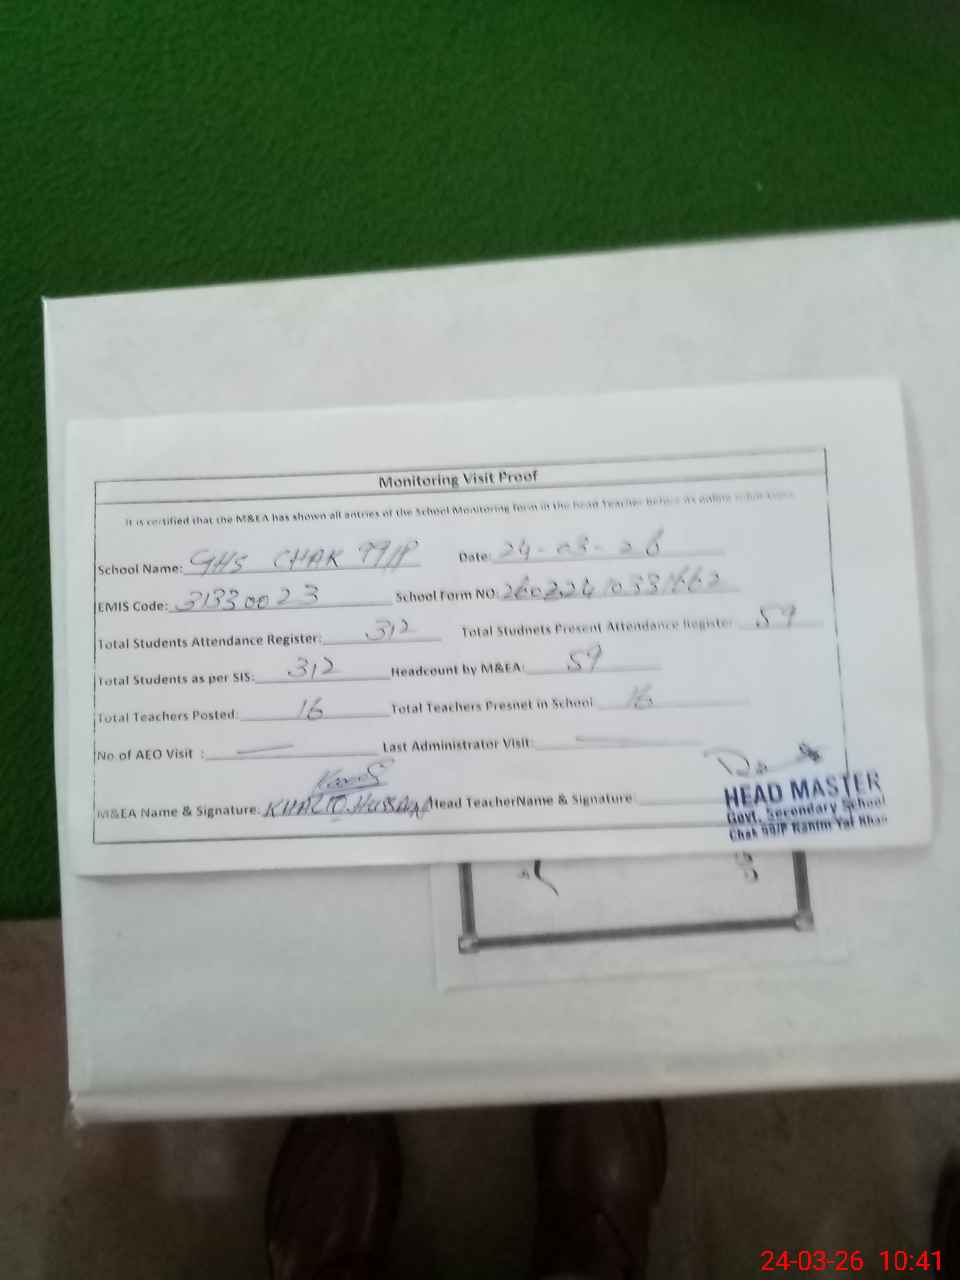 Monitoring Visit Proof
It is certified that the M&EA has shown all entries of the School Monitoring form in the head Teacher before its online submission.
School Name: GHS CHAK 99/P Date: 24-03-26
EMIS Code: 31330023 School Form NO:
Total Students Attendance Register: 312 Total Studnets Present Attendance Register 59
Total Students as per SIS: 312 Headcount by M&EA: 59
Total Teachers Posted: 16 Total Teachers Presnet in School 16
No of AEO Visit : — Last Administrator Visit: —
M&EA Name & Signature: KHALID HUSSAIN Head TeacherName & Signature:
HEAD MASTER
Govt. Secondary School
Chak 99/P Rahim Yar Khan
24-03-26 10:41